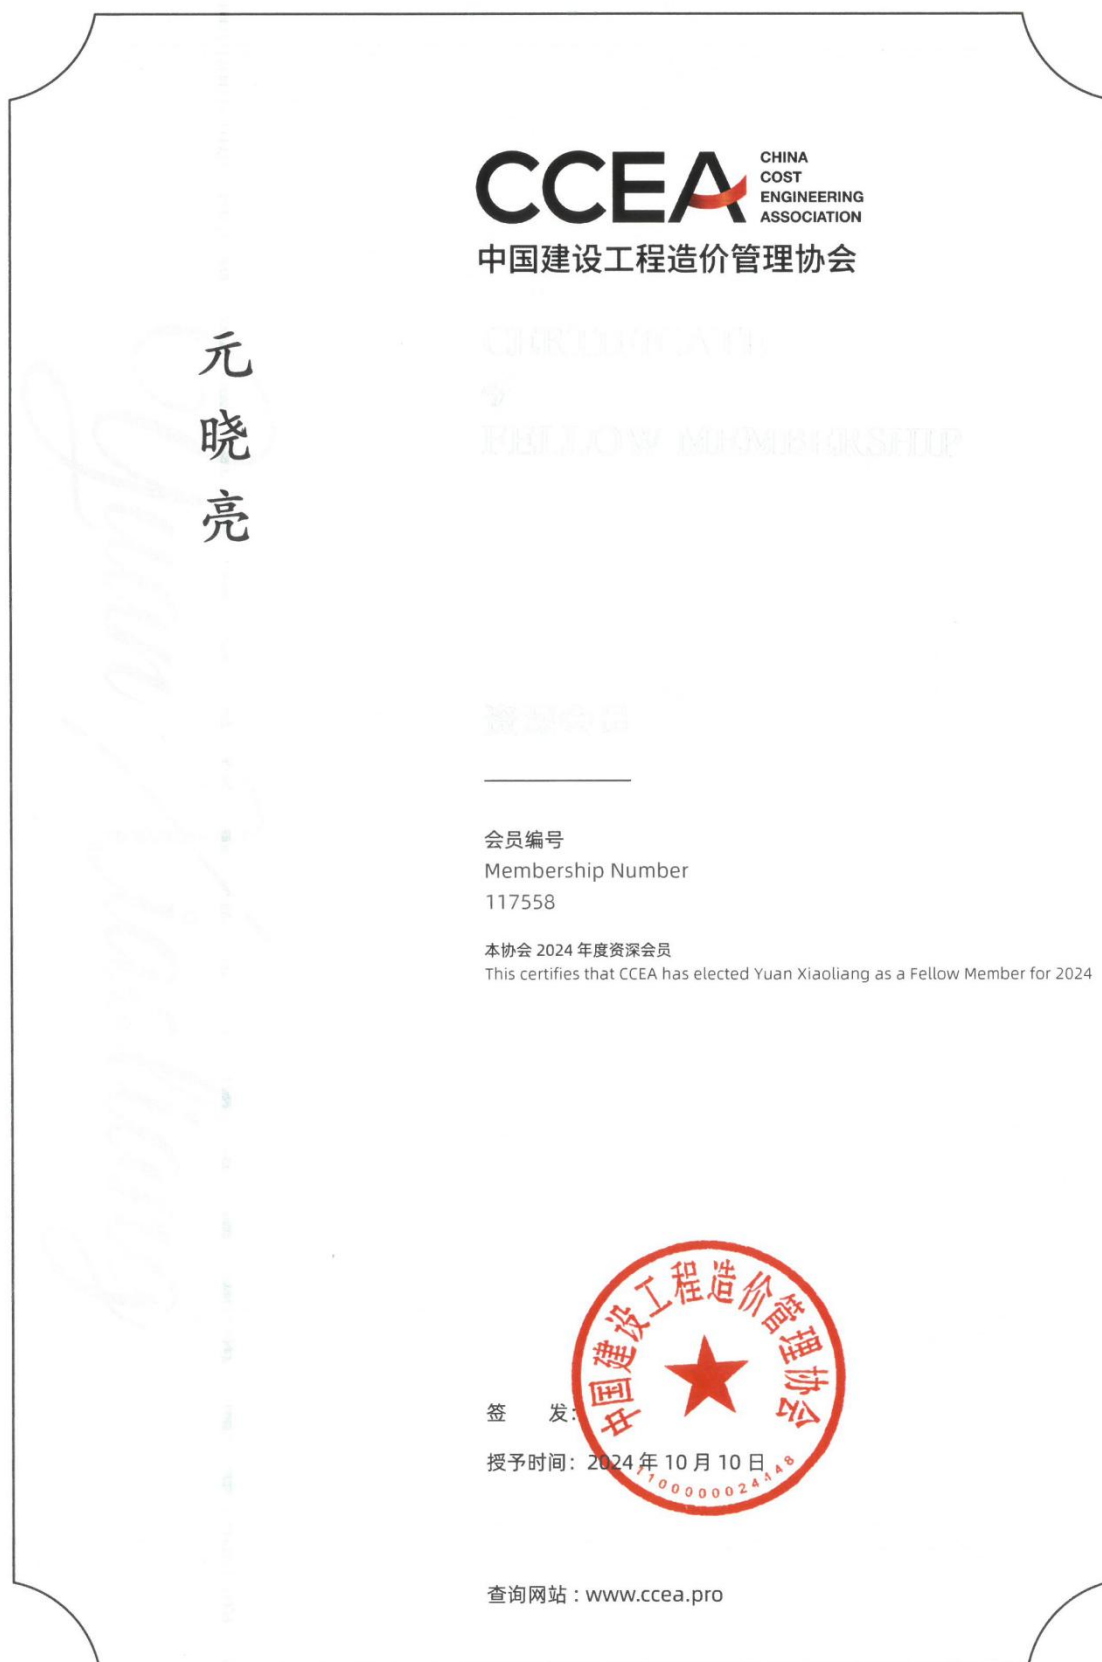 CCEA
CHINA
COST
ENGINEERING
ASSOCIATION
中国建设工程造价管理协会
元晓亮
会员编号
Membership Number
117558
本协会 2024 年度资深会员
This certifies that CCEA has elected Yuan Xiaoliang as a Fellow Member for 2024
中国建设工程造价管理协会
签 发:
授予时间: 2024 年 10 月 10 日
查询网站 : www.ccea.pro